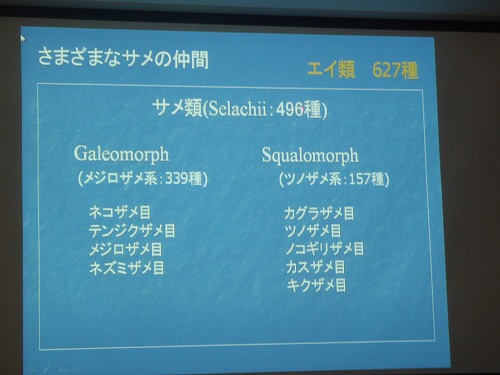 さまざまなサメの仲間
エイ類　627種
サメ類(Selachii：496種)
Galeomorph
(メジロザメ系：339種)
ネコザメ目
テンジクザメ目
メジロザメ目
ネズミザメ目
Squalomorph
(ツノザメ系：157種)
カグラザメ目
ツノザメ目
ノコギリザメ目
カスザメ目
キクザメ目